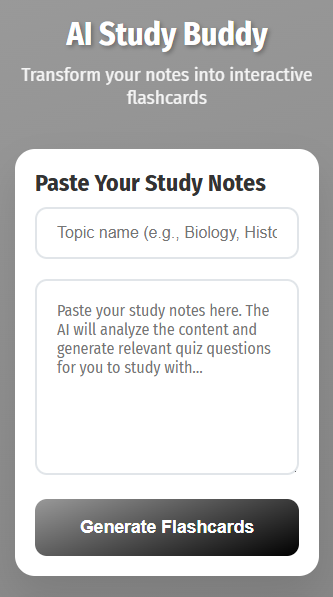 AI Study Buddy
Transform your notes into interactive
flashcards
Paste Your Study Notes
Topic name (e.g., Biology, Histo
Paste your study notes here. The
AI will analyze the content and
generate relevant quiz questions
for you to study with...
Generate Flashcards